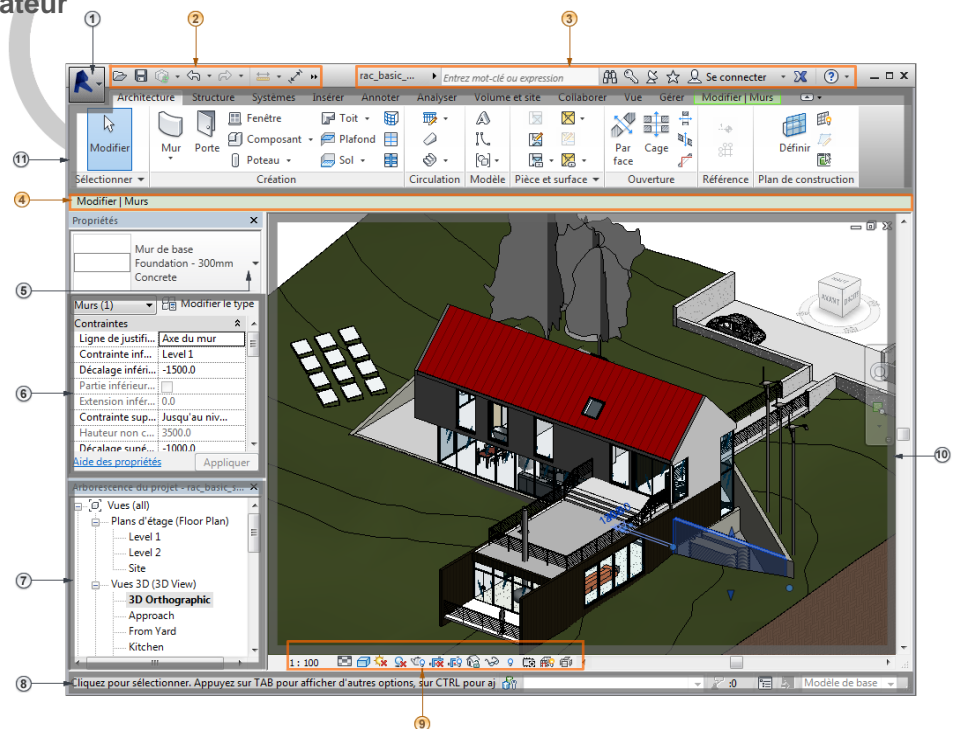 ateur
1
2
3
rac_basic_...
Entrez mot-clé ou expression
Se connecter
Architecture Structure Systèmes Insérer Annoter Analyser Volume et site Collaborer Vue Gérer Modifier | Murs
Modifier
Mur
Porte
Fenêtre
Composant
Poteau
Toit
Plafond
Sol
Par face
Cage
Définir
11
Sélectionner
Création
Circulation
Modèle
Pièce et surface
Ouverture
Référence
Plan de construction
4
Modifier | Murs
Propriétés
Mur de base
Foundation - 300mm
Concrete
5
Murs (1)
Modifier le type
Contraintes
Ligne de justifi... Axe du mur
Contrainte inf... Level 1
Décalage inféri... -1500.0
6
Partie inférieur...
Extension infér... 0.0
Contrainte sup... Jusqu'au niv...
Hauteur non c... 3500.0
Décalage supé... -1000.0
Aide des propriétés
Appliquer
10
Arborescence du projet - rac_basic_s...
Vues (all)
Plans d'étage (Floor Plan)
Level 1
Level 2
Site
7
Vues 3D (3D View)
3D Orthographic
Approach
From Yard
Kitchen
1 : 100
8
Cliquez pour sélectionner. Appuyez sur TAB pour afficher d'autres options, sur CTRL pour aj
:0
Modèle de base
9